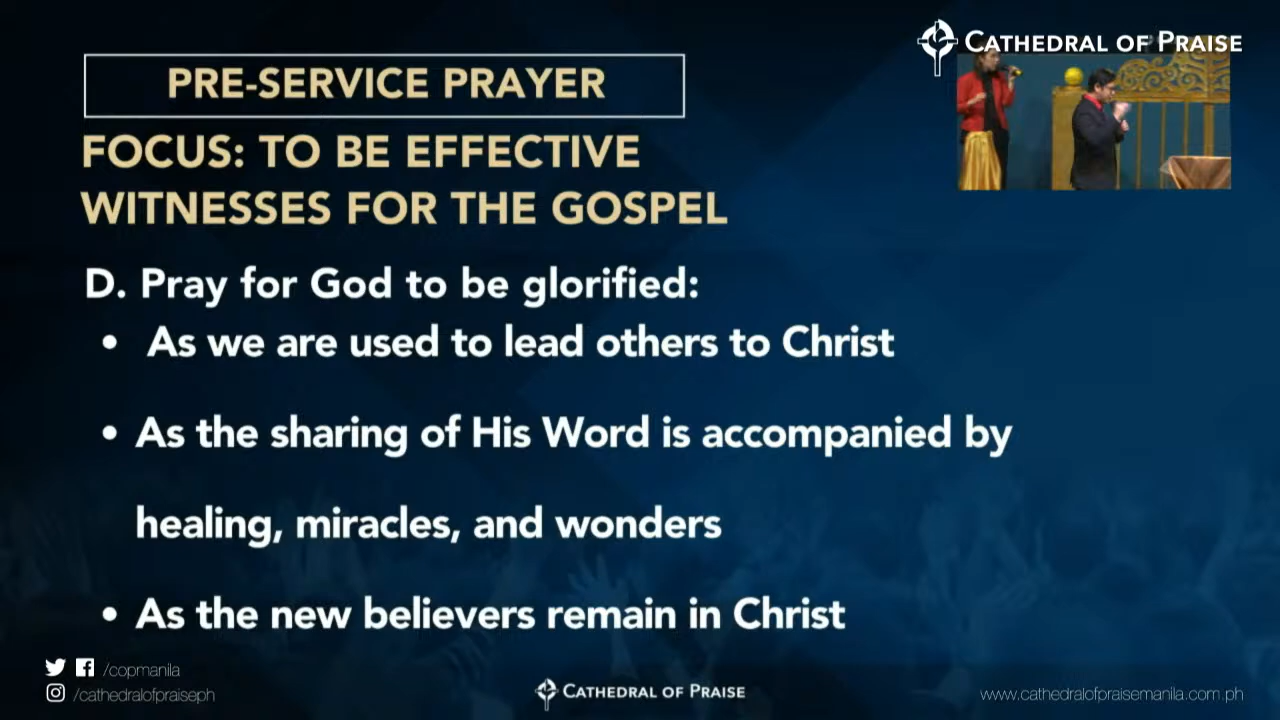 CATHEDRAL OF PRAISE
PRE-SERVICE PRAYER
FOCUS: TO BE EFFECTIVE
WITNESSES FOR THE GOSPEL
D. Pray for God to be glorified:
• As we are used to lead others to Christ
• As the sharing of His Word is accompanied by
healing, miracles, and wonders
• As the new believers remain in Christ
/copmanila
/cathedralofpraiseph
CATHEDRAL OF PRAISE
www.cathedralofpraisemanila.com.ph